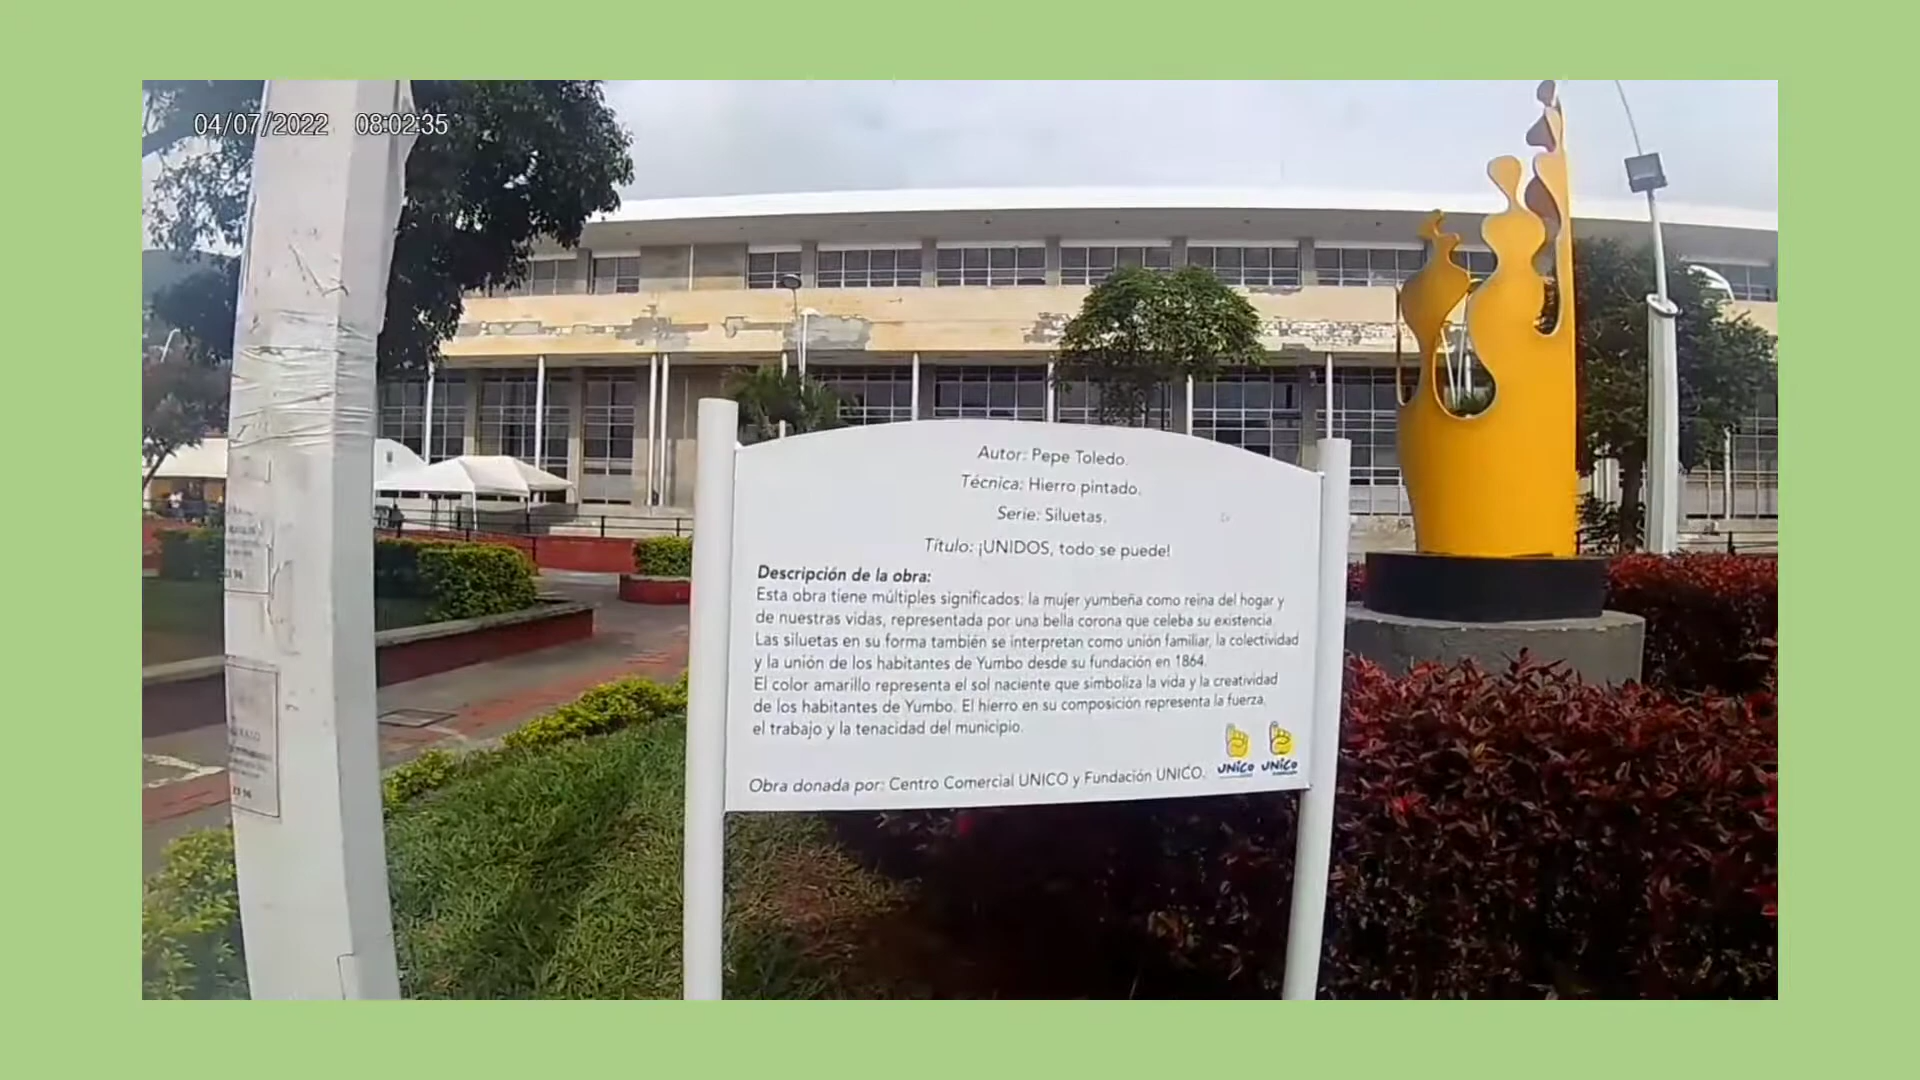 04/07/2022 08:02:35
Autor: Pepe Toledo.
Técnica: Hierro pintado.
Serie: Siluetas.
Título: ¡UNIDOS, todo se puede!
Descripción de la obra:
Esta obra tiene múltiples significados: la mujer yumbeña como reina del hogar y
de nuestras vidas, representada por una bella corona que celeba su existencia.
Las siluetas en su forma también se interpretan como unión familiar, la colectividad
y la unión de los habitantes de Yumbo desde su fundación en 1864.
El color amarillo representa el sol naciente que simboliza la vida y la creatividad
de los habitantes de Yumbo. El hierro en su composición representa la fuerza,
el trabajo y la tenacidad del municipio.
UNICO UNICO
Obra donada por: Centro Comercial UNICO y Fundación UNICO.